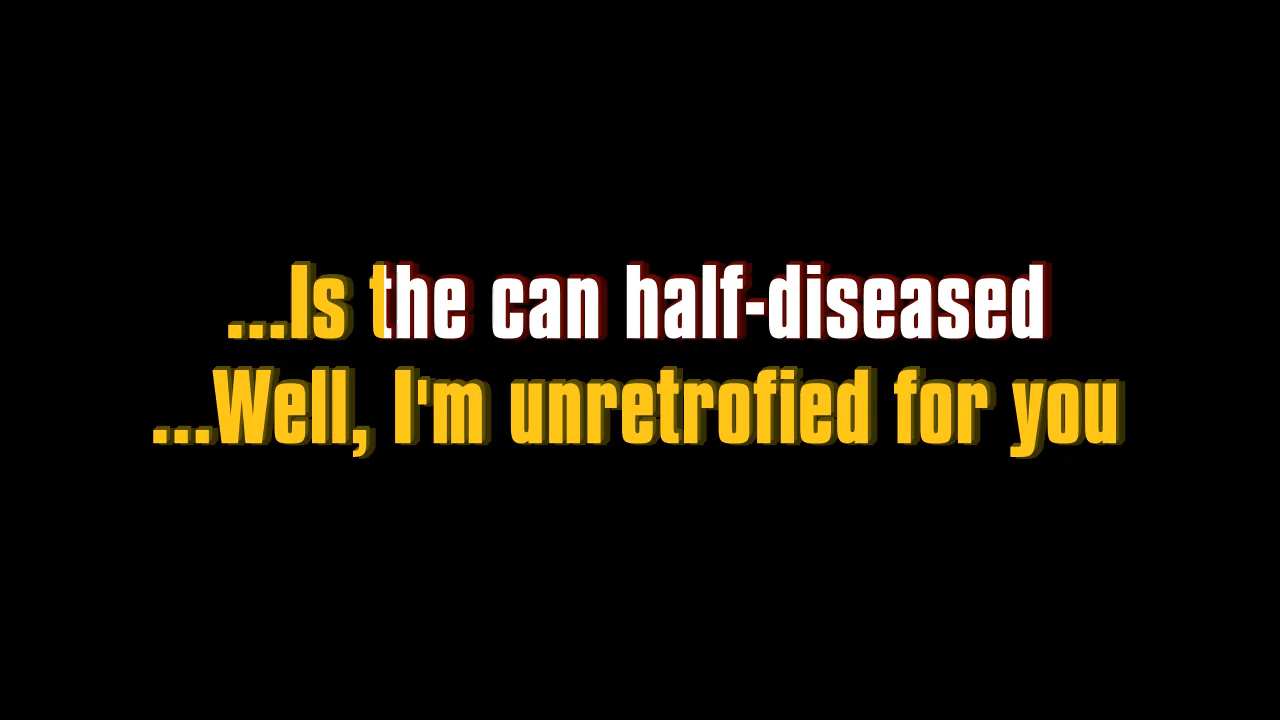 ...Is the can half-diseased
...Well, I'm unretrofied for you